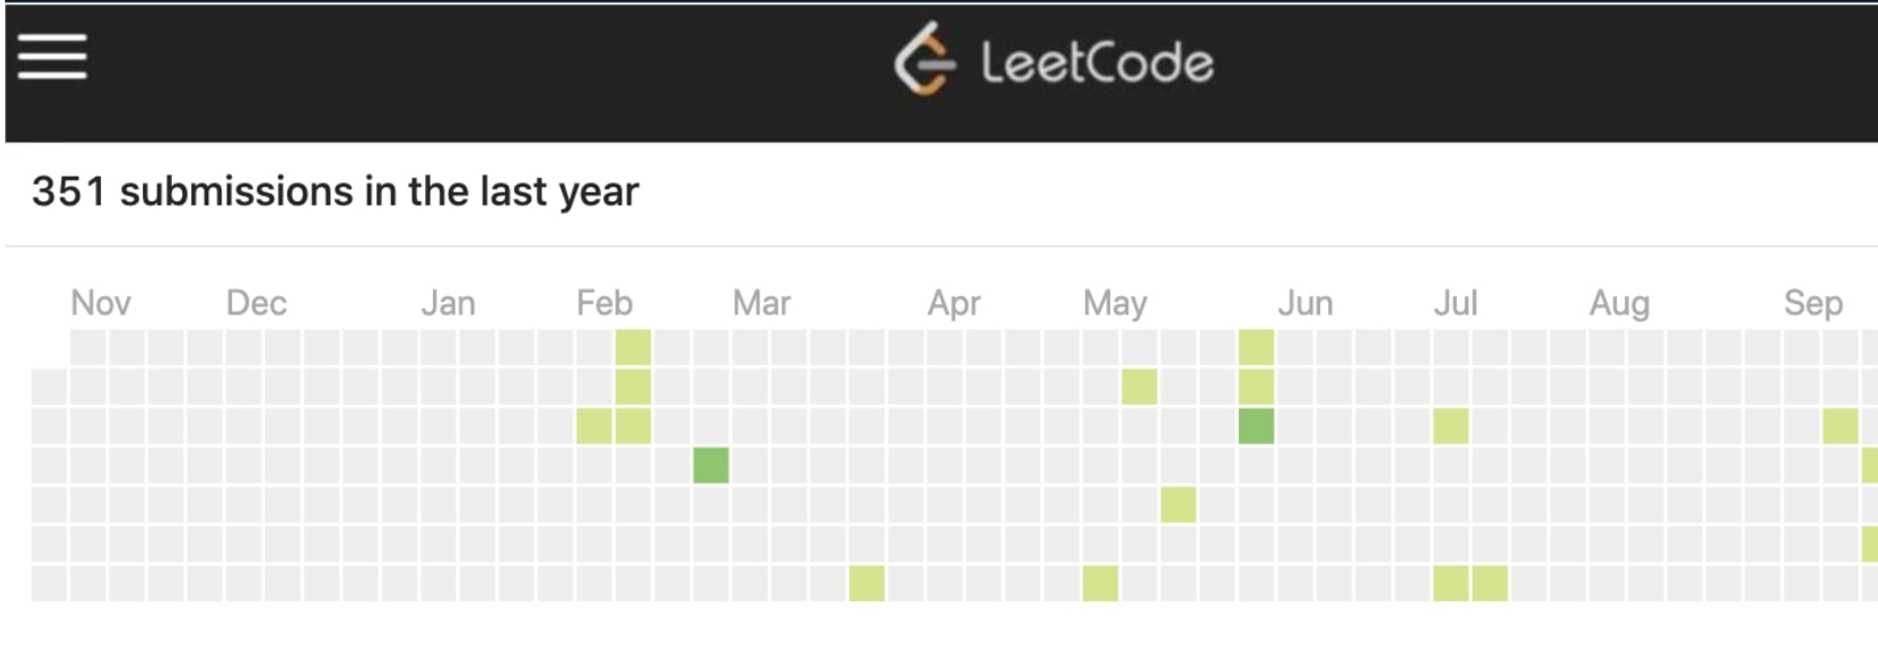 LeetCode
351 submissions in the last year
Nov Dec Jan Feb Mar Apr May Jun Jul Aug Sep